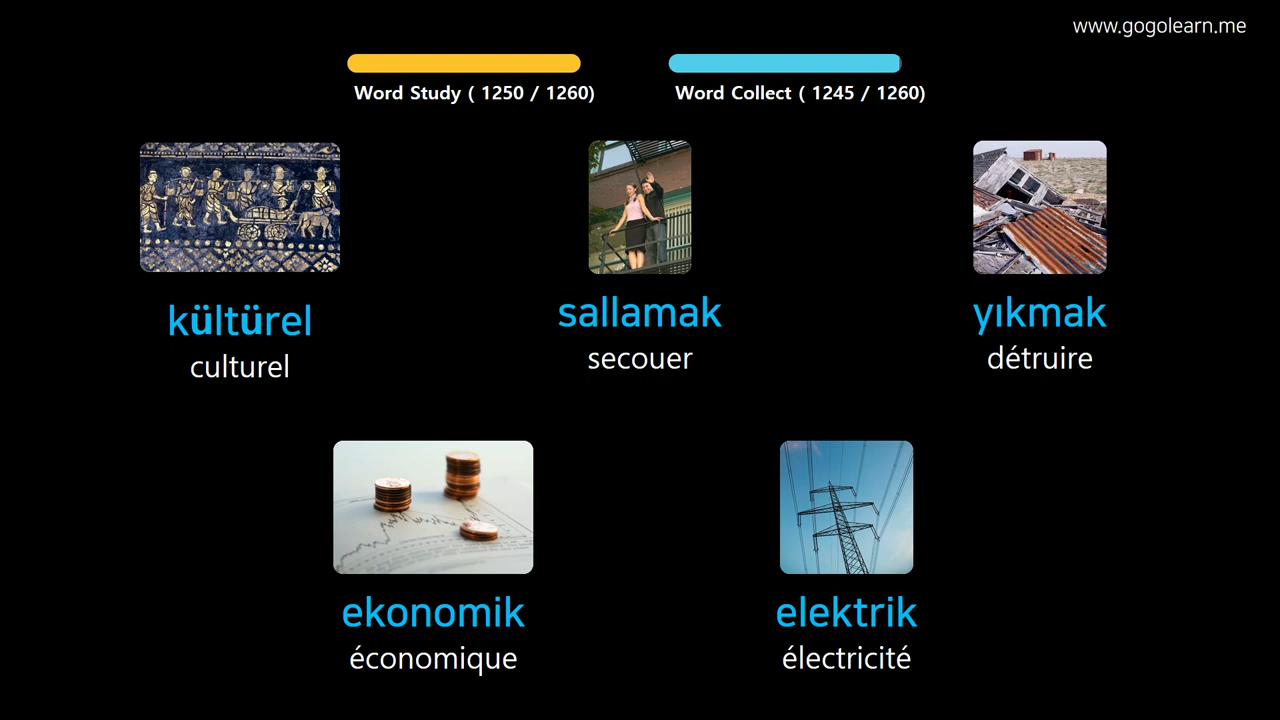 www.gogolearn.me
Word Study ( 1250 / 1260)
Word Collect ( 1245 / 1260)
kültürel
culturel
sallamak
secouer
yıkmak
détruire
ekonomik
économique
elektrik
électricité